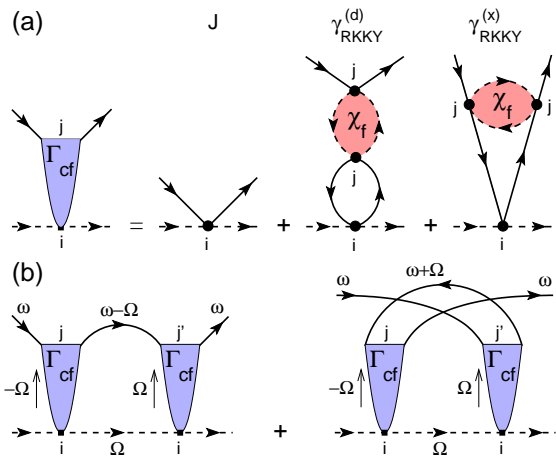 (a) J γ_RKKY^(d) γ_RKKY^(x)
j j j j
Γ_cf χ_f χ_f
j
= + +
i i i i
(b) ω+Ω
ω ω−Ω ω ω ω
j j' j j'
Γ_cf Γ_cf Γ_cf Γ_cf
−Ω Ω −Ω Ω
+
i Ω i i Ω i